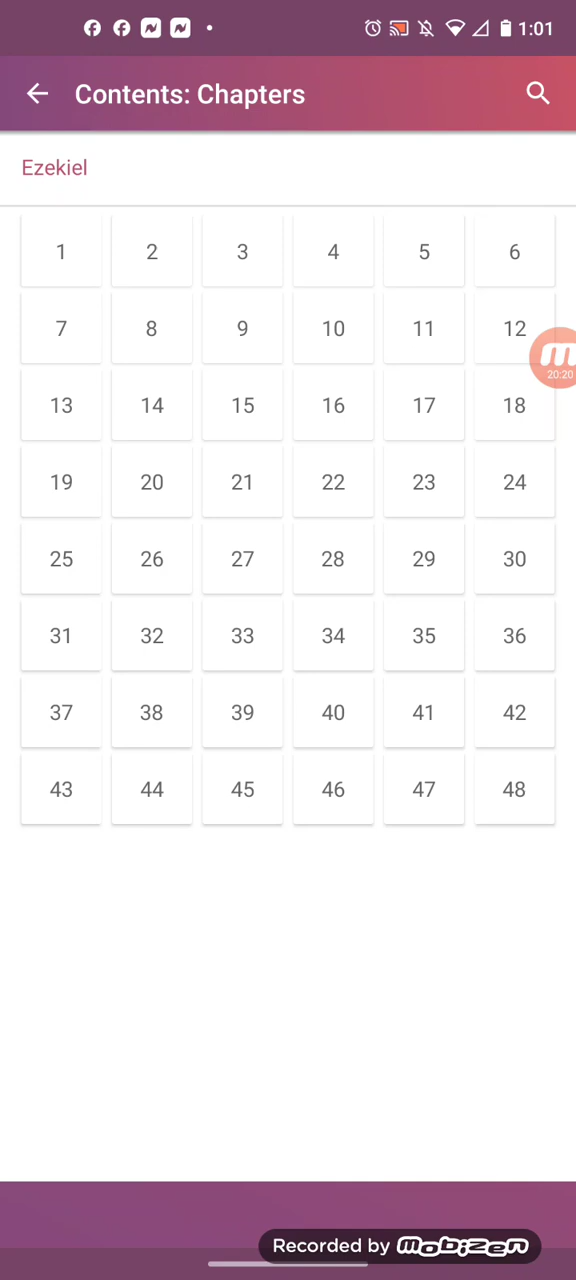 1:01
Contents: Chapters
Ezekiel
1 2 3 4 5 6
7 8 9 10 11 12
20:20
13 14 15 16 17 18
19 20 21 22 23 24
25 26 27 28 29 30
31 32 33 34 35 36
37 38 39 40 41 42
43 44 45 46 47 48
Recorded by mobizen